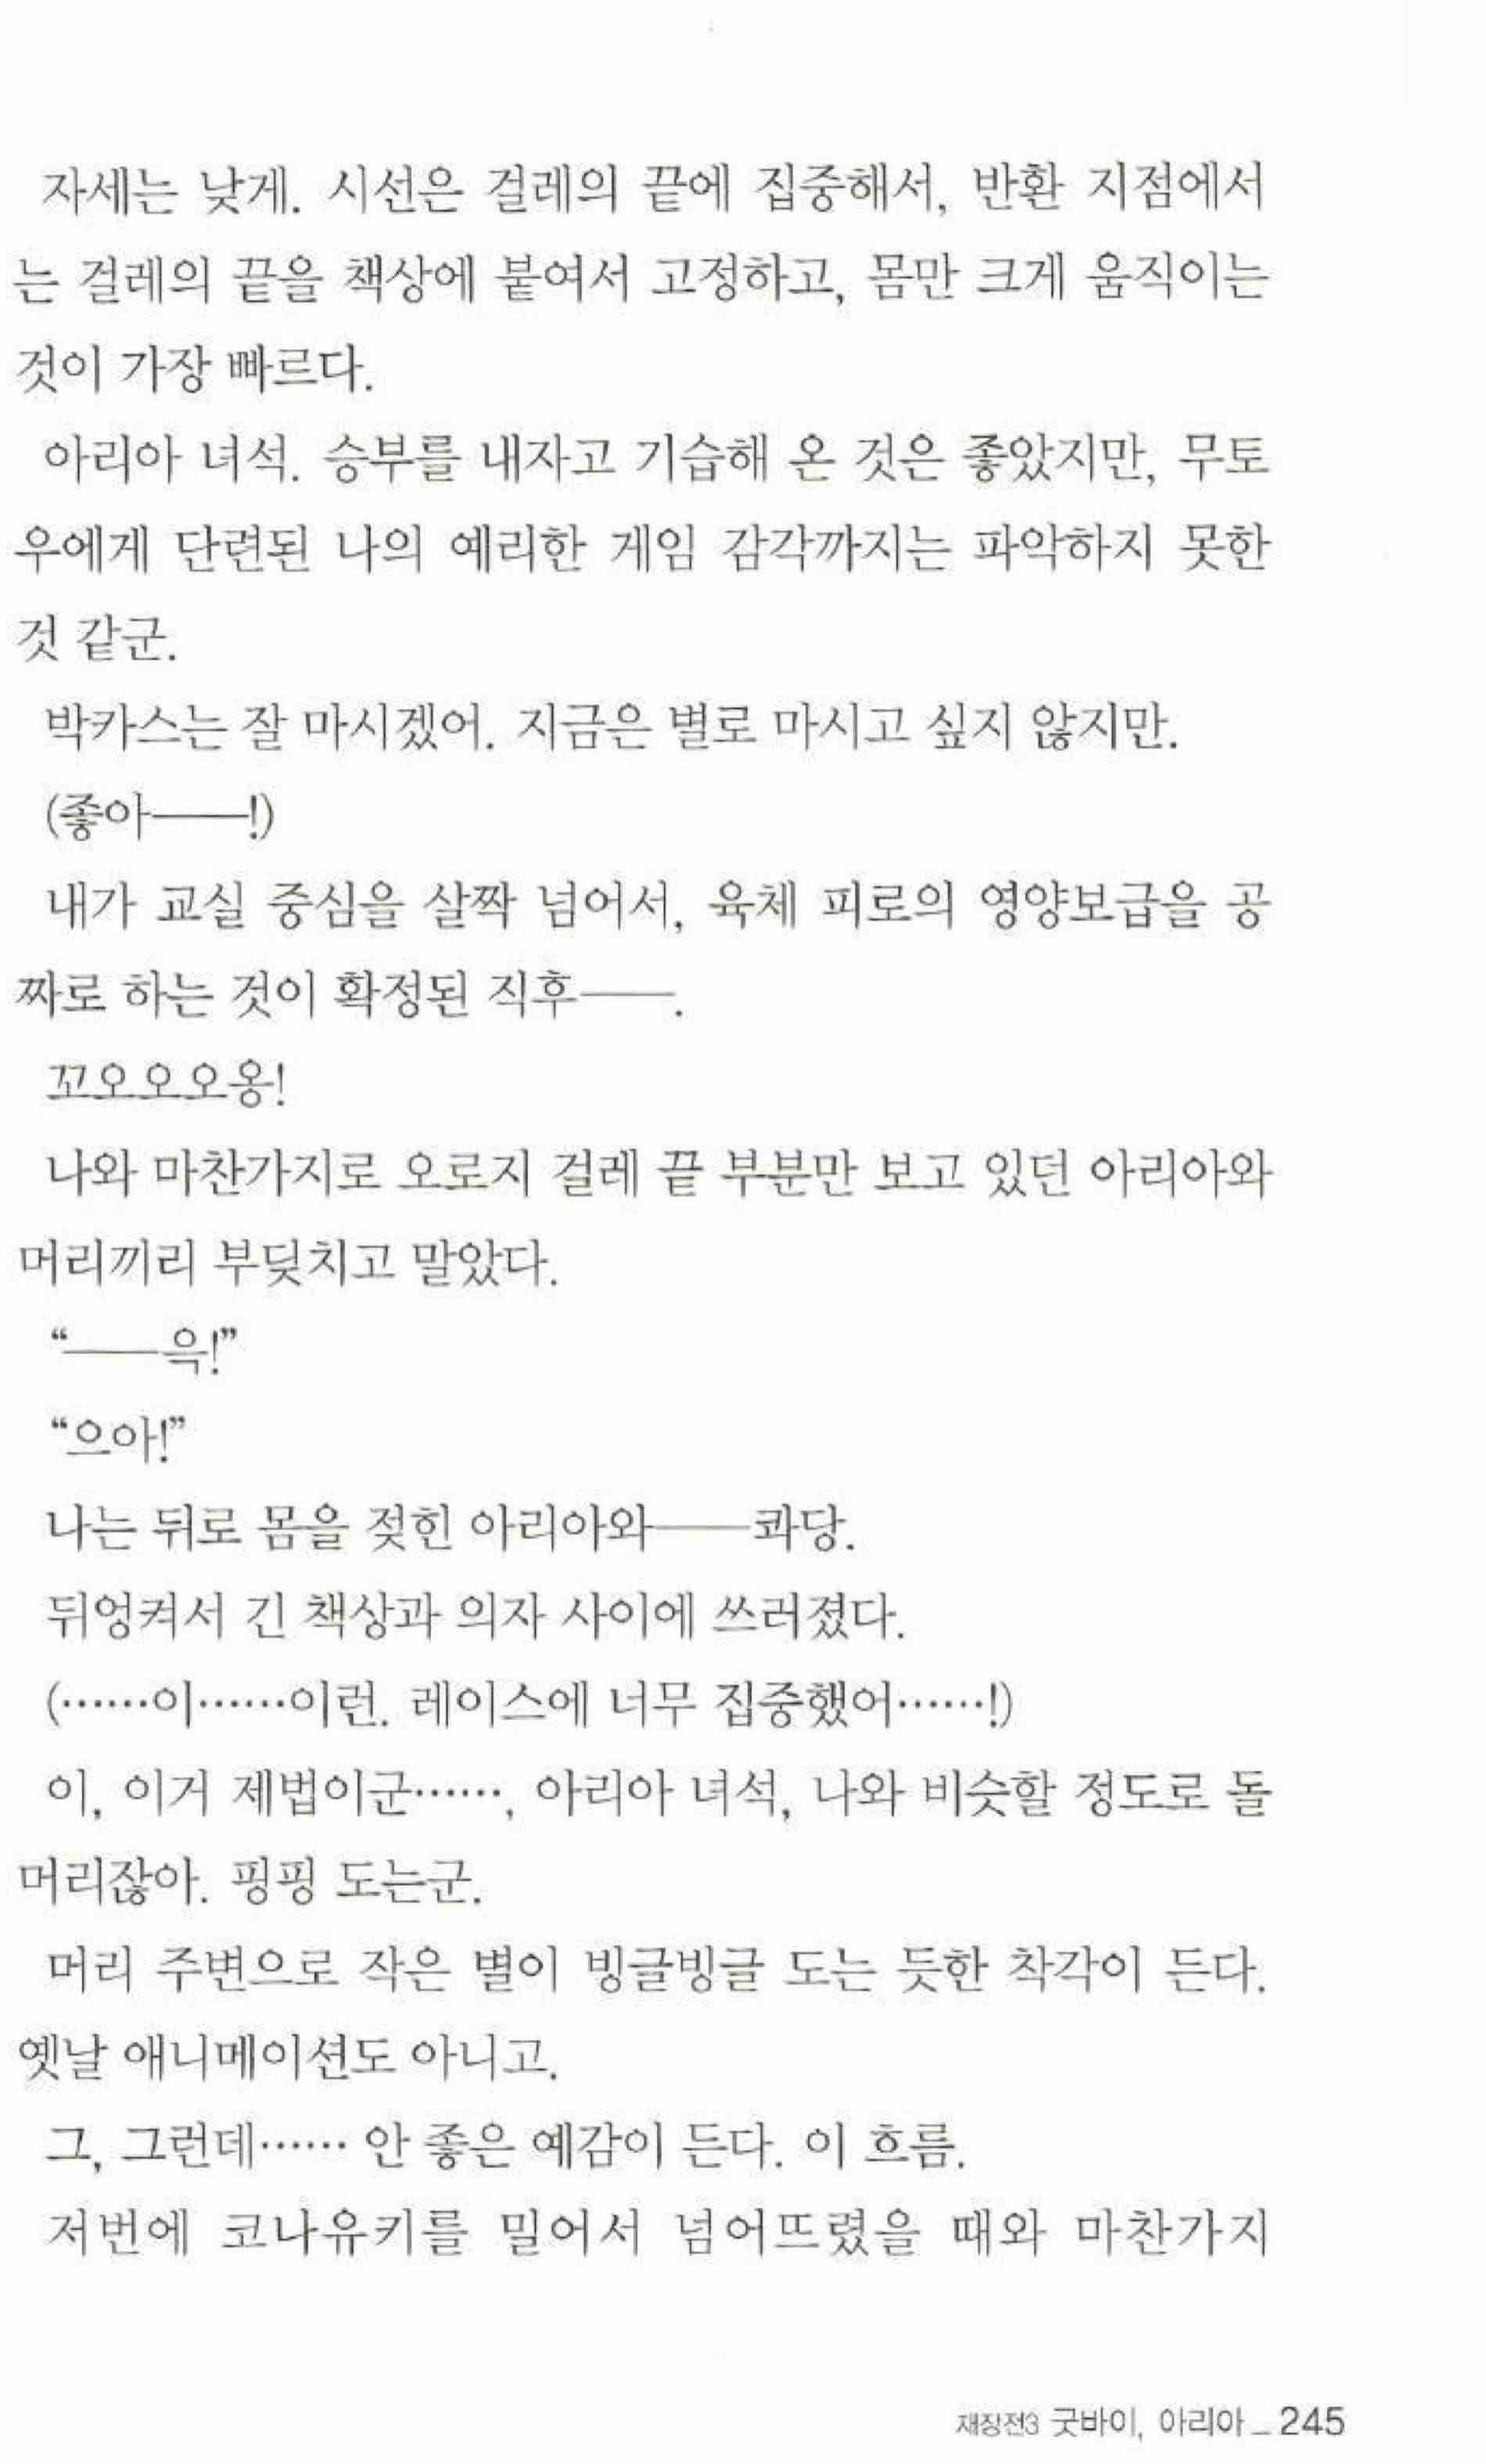 자세는 낮게. 시선은 걸레의 끝에 집중해서, 반환 지점에서
는 걸레의 끝을 책상에 붙여서 고정하고, 몸만 크게 움직이는
것이 가장 빠르다.
아리아 녀석. 승부를 내자고 기습해 온 것은 좋았지만, 무토
우에게 단련된 나의 예리한 게임 감각까지는 파악하지 못한
것 같군.
박카스는 잘 마시겠어. 지금은 별로 마시고 싶지 않지만.
(좋아——!)
내가 교실 중심을 살짝 넘어서, 육체 피로의 영양보급을 공
짜로 하는 것이 확정된 직후——.
꼬오오오옹!
나와 마찬가지로 오로지 걸레 끝 부분만 보고 있던 아리아와
머리끼리 부딪치고 말았다.
“——윽!”
“으아!”
나는 뒤로 몸을 젖힌 아리아와——콰당.
뒤엉켜서 긴 책상과 의자 사이에 쓰러졌다.
(……이……이런. 레이스에 너무 집중했어……!)
이, 이거 제법이군……, 아리아 녀석, 나와 비슷할 정도로 돌
머리잖아. 핑핑 도는군.
머리 주변으로 작은 별이 빙글빙글 도는 듯한 착각이 든다.
옛날 애니메이션도 아니고.
그, 그런데…… 안 좋은 예감이 든다. 이 흐름.
저번에 코나유키를 밀어서 넘어뜨렸을 때와 마찬가지
재장전3 굿바이, 아리아 _ 245